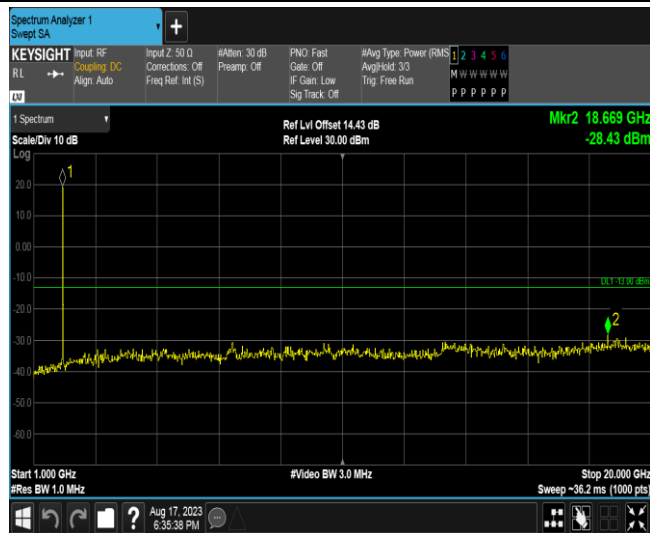 Spectrum Analyzer 1
Swept SA
+
KEYSIGHT
RL
LXI
Input: RF
Coupling: DC
Align: Auto
Input Z: 50 Ω
Corrections: Off
Freq Ref: Int (S)
#Atten: 30 dB
Preamp: Off
PNO: Fast
Gate: Off
IF Gain: Low
Sig Track: Off
#Avg Type: Power (RMS
Avg|Hold: 3/3
Trig: Free Run
1 2 3 4 5 6
M W W W W W
P P P P P P
1 Spectrum
Scale/Div 10 dB
Log
Ref Lvl Offset 14.43 dB
Ref Level 30.00 dBm
Mkr2 18.669 GHz
-28.43 dBm
1
20.0
10.0
0.00
-10.0
DL1 -13.00 dBm
-20.0
2
-30.0
-40.0
-50.0
-60.0
Start 1.000 GHz
#Res BW 1.0 MHz
#Video BW 3.0 MHz
Stop 20.000 GHz
Sweep ~36.2 ms (1000 pts)
?
Aug 17, 2023
6:35:38 PM